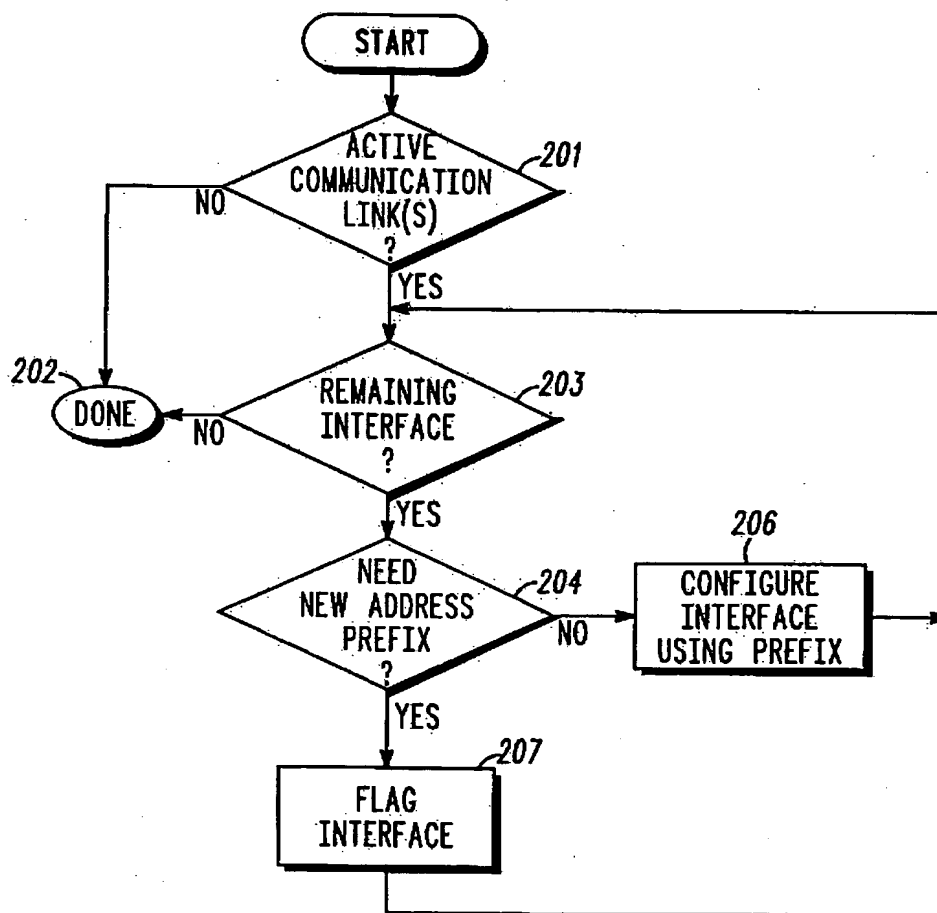 START
ACTIVE
COMMUNICATION
LINK(S)
?
201
NO
YES
202
DONE
REMAINING
INTERFACE
?
203
NO
YES
NEED
NEW ADDRESS
PREFIX
?
204
NO
206
CONFIGURE
INTERFACE
USING PREFIX
YES
207
FLAG
INTERFACE